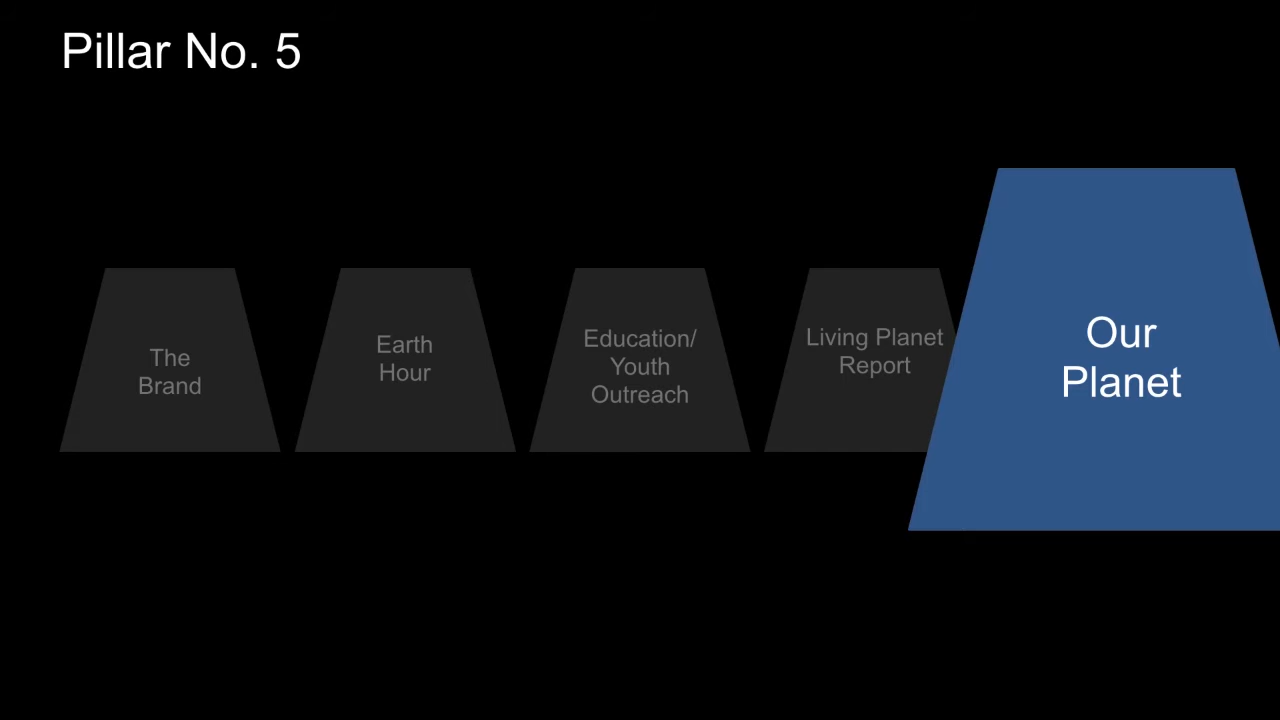 Pillar No. 5
The
Brand
Earth
Hour
Education/
Youth
Outreach
Living Planet
Report
Our
Planet